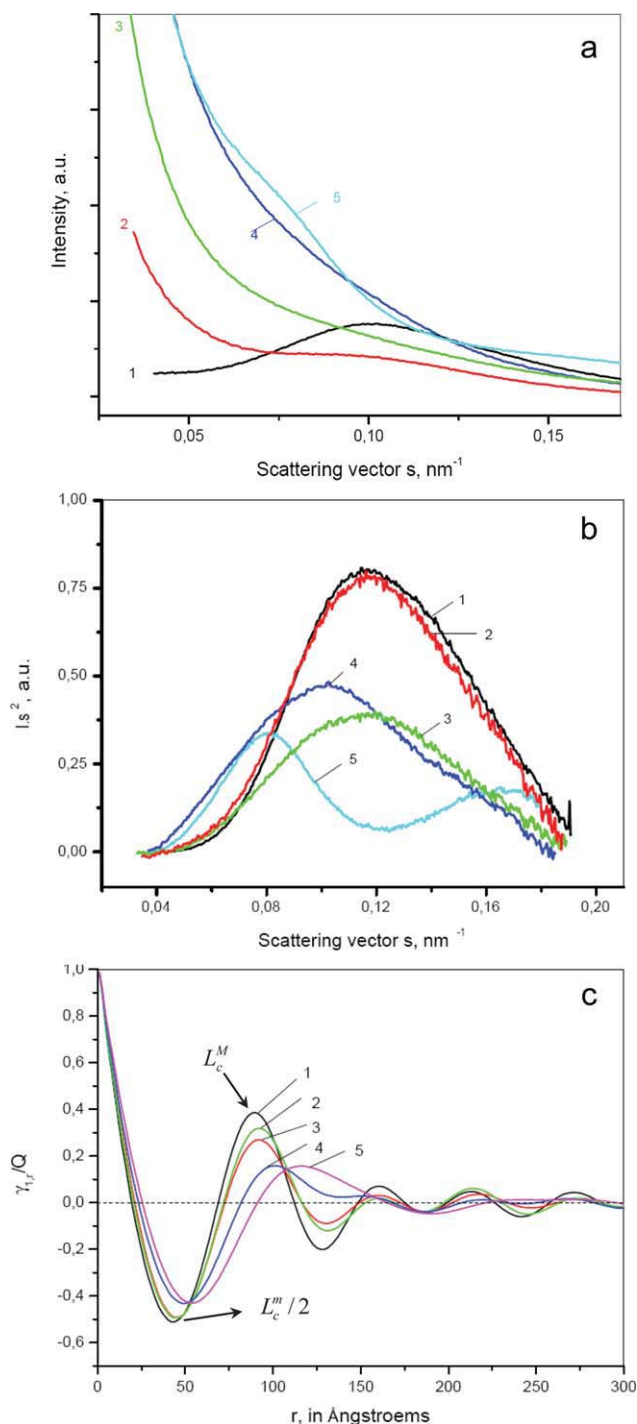 a
3
2
5
4
1
Intensity, a.u.
0,05 0,10 0,15
Scattering vector s, nm⁻¹
b
1,00
0,75
0,50
0,25
0,00
1
2
4
3
5
I.s², a.u.
0,04 0,08 0,12 0,16 0,20
Scattering vector s, nm⁻¹
c
1,0
0,8
0,6
0,4
0,2
0,0
-0,2
-0,4
-0,6
L_c^M
1
2
3
4
5
L_c^m / 2
γ₁,ᵣ/Q
0 50 100 150 200 250 300
r, in Ångstroems